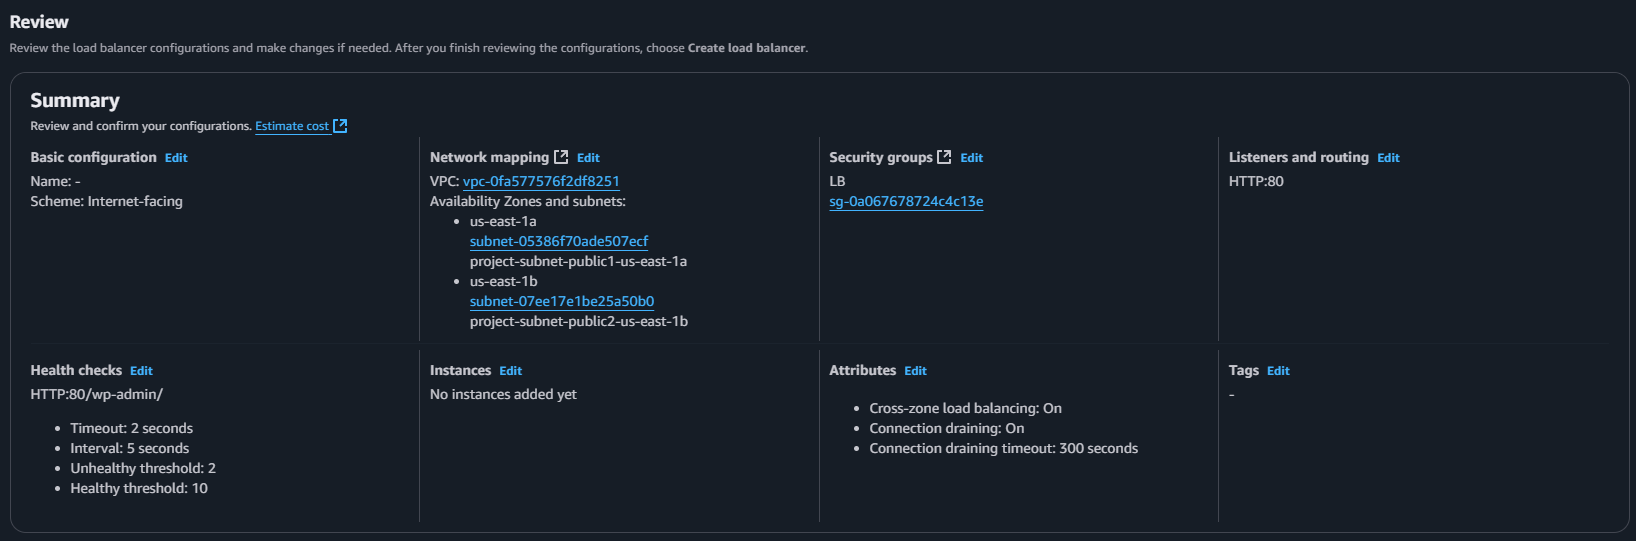 Review
Review the load balancer configurations and make changes if needed. After you finish reviewing the configurations, choose Create load balancer.
Summary
Review and confirm your configurations. Estimate cost
Basic configuration Edit
Name: -
Scheme: Internet-facing
Network mapping Edit
VPC: vpc-0fa577576f2df8251
Availability Zones and subnets:
• us-east-1a
subnet-05386f70ade507ecf
project-subnet-public1-us-east-1a
• us-east-1b
subnet-07ee17e1be25a50b0
project-subnet-public2-us-east-1b
Security groups Edit
LB
sg-0a067678724c4c13e
Listeners and routing Edit
HTTP:80
Health checks Edit
HTTP:80/wp-admin/
• Timeout: 2 seconds
• Interval: 5 seconds
• Unhealthy threshold: 2
• Healthy threshold: 10
Instances Edit
No instances added yet
Attributes Edit
• Cross-zone load balancing: On
• Connection draining: On
• Connection draining timeout: 300 seconds
Tags Edit
-